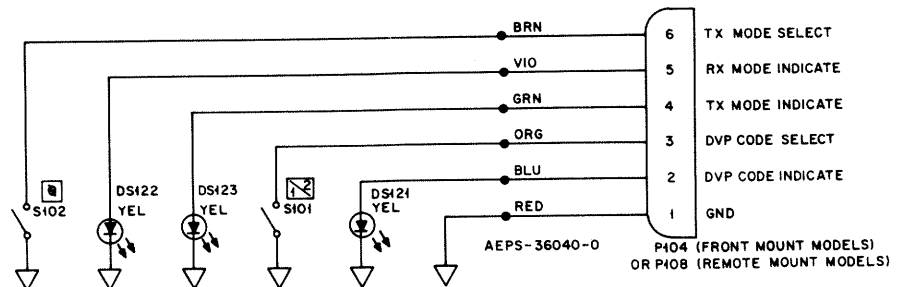 BRN 6 TX MODE SELECT
VIO 5 RX MODE INDICATE
GRN 4 TX MODE INDICATE
ORG 3 DVP CODE SELECT
BLU 2 DVP CODE INDICATE
RED 1 GND
S102
DS122
YEL
DS123
YEL
1 2
S101
DS121
YEL
AEPS-36040-0
P104 (FRONT MOUNT MODELS)
OR P108 (REMOTE MOUNT MODELS)